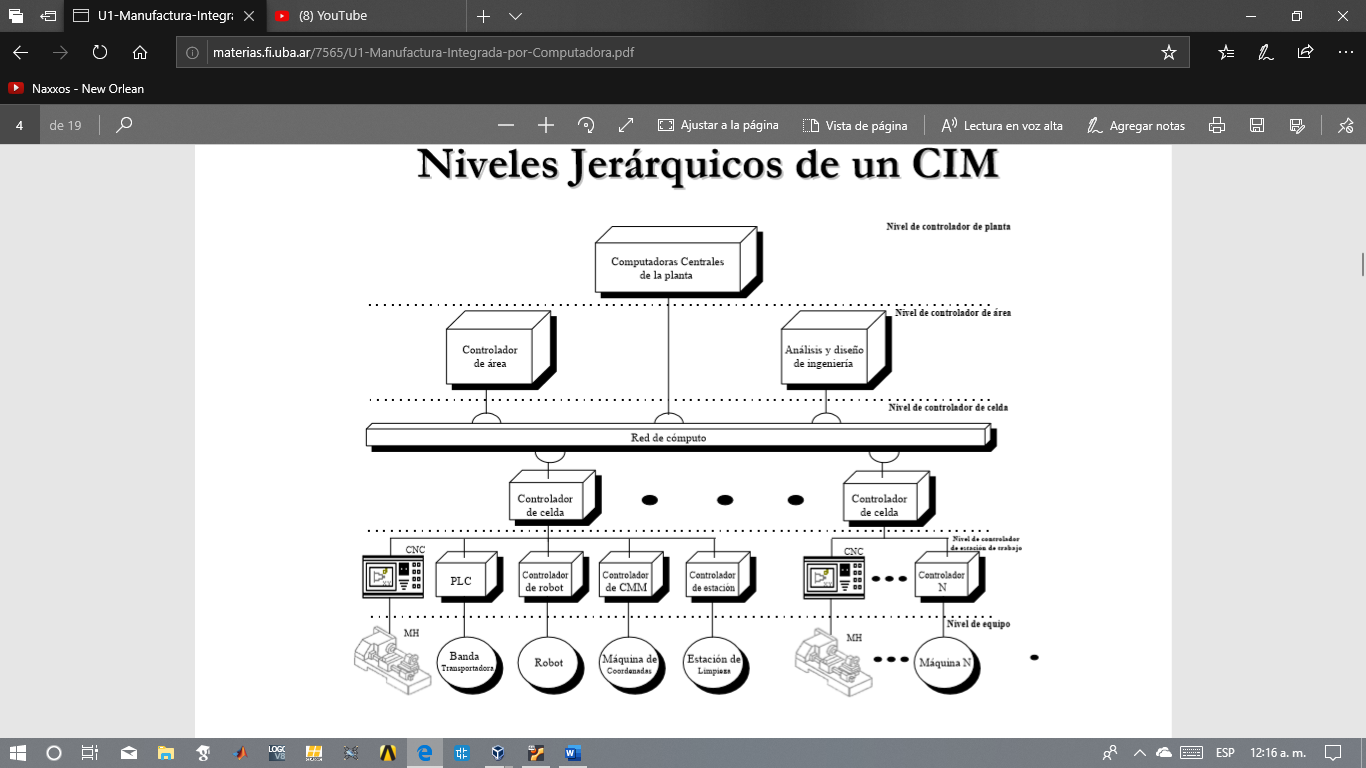 U1-Manufactura-Integra
(8) YouTube
materias.fi.uba.ar/7565/U1-Manufactura-Integrada-por-Computadora.pdf
Naxxos - New Orlean
4 de 19
Ajustar a la página
Vista de página
Lectura en voz alta
Agregar notas
Niveles Jerárquicos de un CIM
Nivel de controlador de planta
Computadoras Centrales
de la planta
Nivel de controlador de área
Controlador
de área
Análisis y diseño
de ingeniería
Nivel de controlador de celda
Red de cómputo
Controlador
de celda
Controlador
de celda
Nivel de controlador
de estación de trabajo
CNC
PLC
Controlador
de robot
Controlador
de CMM
Controlador
de estación
CNC
Controlador
N
Nivel de equipo
MH
Banda
Transportadora
Robot
Máquina de
Coordenadas
Estación de
Limpieza
MH
Máquina N
ESP
12:16 a. m.